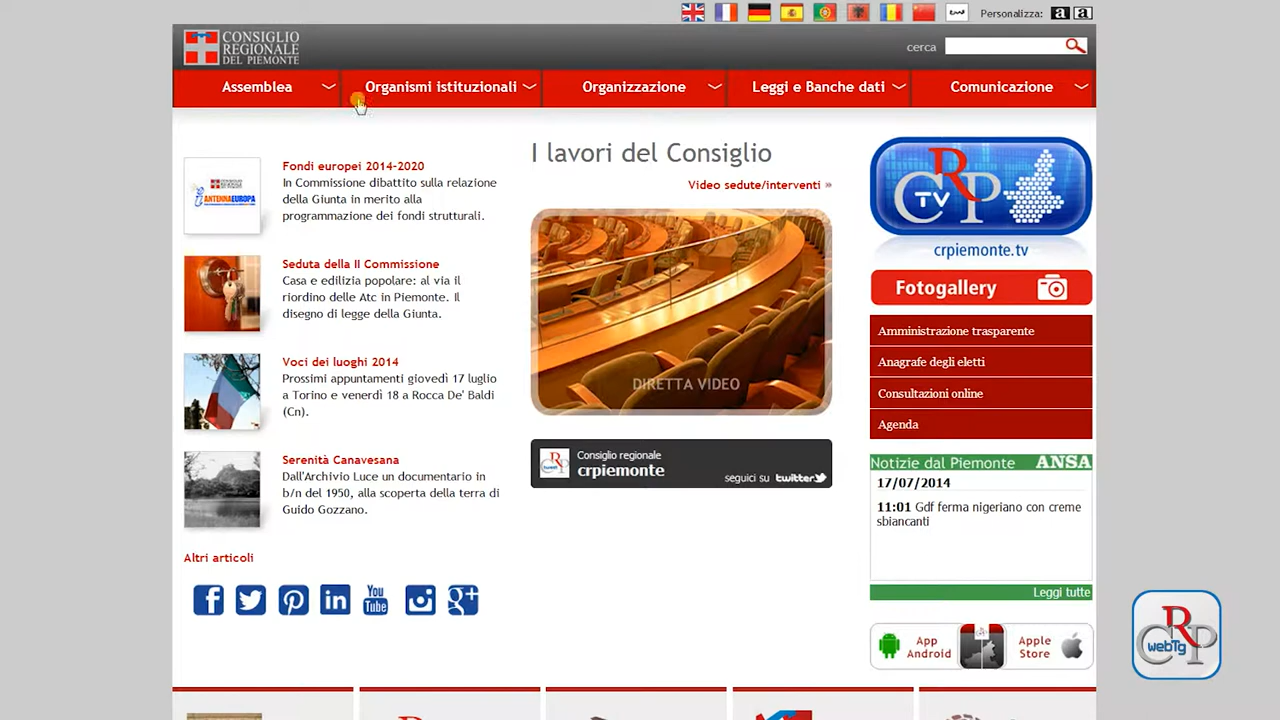 Personalizza: a a
CONSIGLIO
REGIONALE
DEL PIEMONTE
cerca
Assemblea
Organismi istituzionali
Organizzazione
Leggi e Banche dati
Comunicazione
Fondi europei 2014-2020
In Commissione dibattito sulla relazione
della Giunta in merito alla
programmazione dei fondi strutturali.
ANTENNAEUROPA
Seduta della II Commissione
Casa e edilizia popolare: al via il
riordino delle Atc in Piemonte. Il
disegno di legge della Giunta.
Voci dei luoghi 2014
Prossimi appuntamenti giovedì 17 luglio
a Torino e venerdì 18 a Rocca De' Baldi
(Cn).
Serenità Canavesana
Dall'Archivio Luce un documentario in
b/n del 1950, alla scoperta della terra di
Guido Gozzano.
Altri articoli
You
Tube
I lavori del Consiglio
Video sedute/interventi »
DIRETTA VIDEO
Consiglio regionale
crpiemonte
seguici su twitter
CRP
TV
crpiemonte.tv
Fotogallery
Amministrazione trasparente
Anagrafe degli eletti
Consultazioni online
Agenda
Notizie dal Piemonte ANSA
17/07/2014
11:01 Gdf ferma nigeriano con creme
sbiancanti
Leggi tutte
App
Android
Apple
Store
CRP
webTg